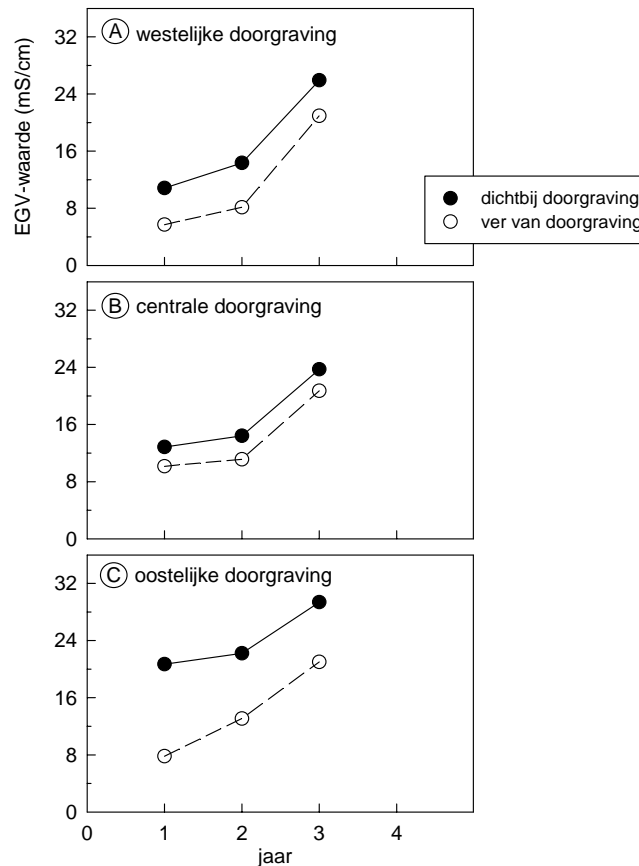 EGV-waarde (mS/cm)
36
A westelijke doorgraving
24
16
8
0
dichtbij doorgraving
ver van doorgraving
32
B centrale doorgraving
24
16
8
0
32
C oostelijke doorgraving
24
16
8
0
0 1 2 3 4
jaar